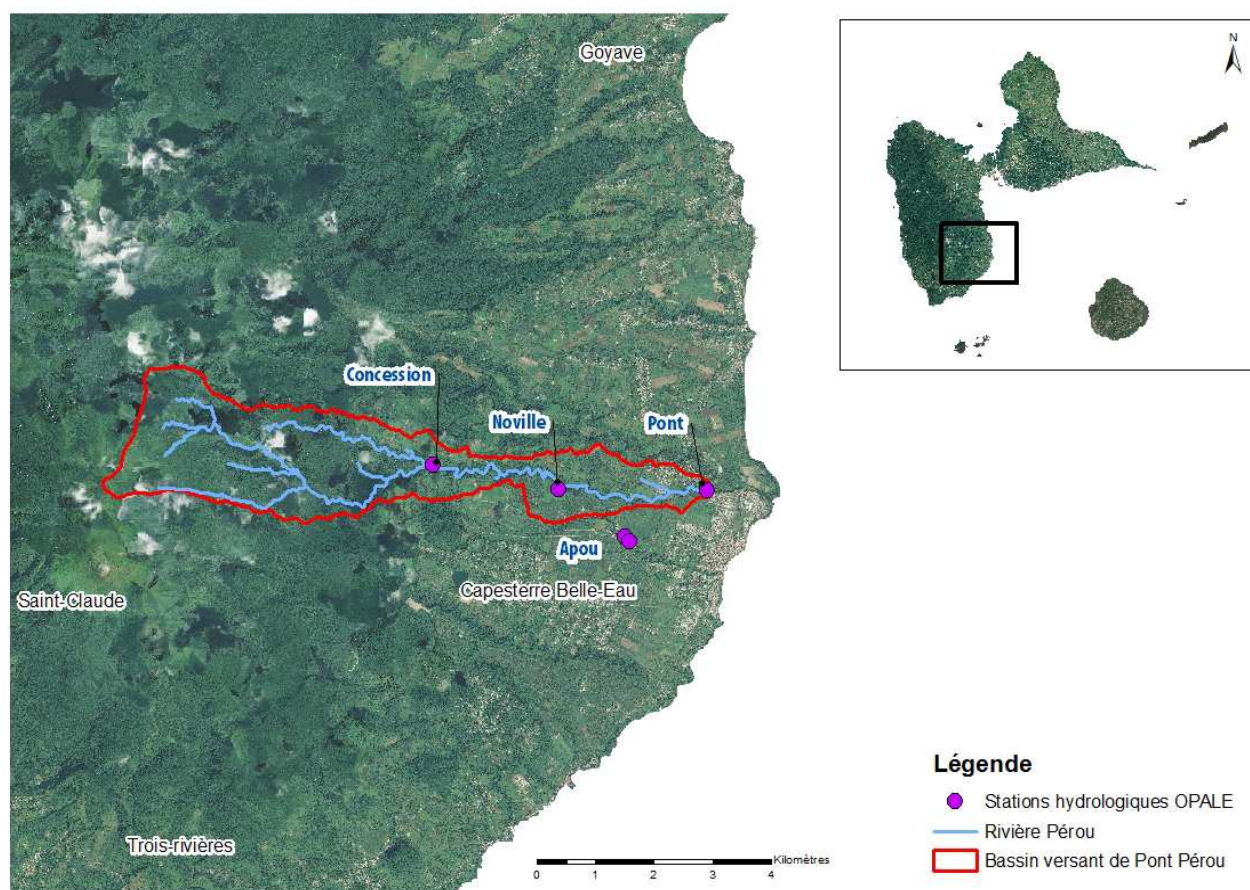 Goyave
N
Concession
Noville
Pont
Apou
Capesterre Belle-Eau
Saint-Claude
Trois-rivières
Kilomètres
0 1 2 3 4
Légende
Stations hydrologiques OPALE
Rivière Pérou
Bassin versant de Pont Pérou